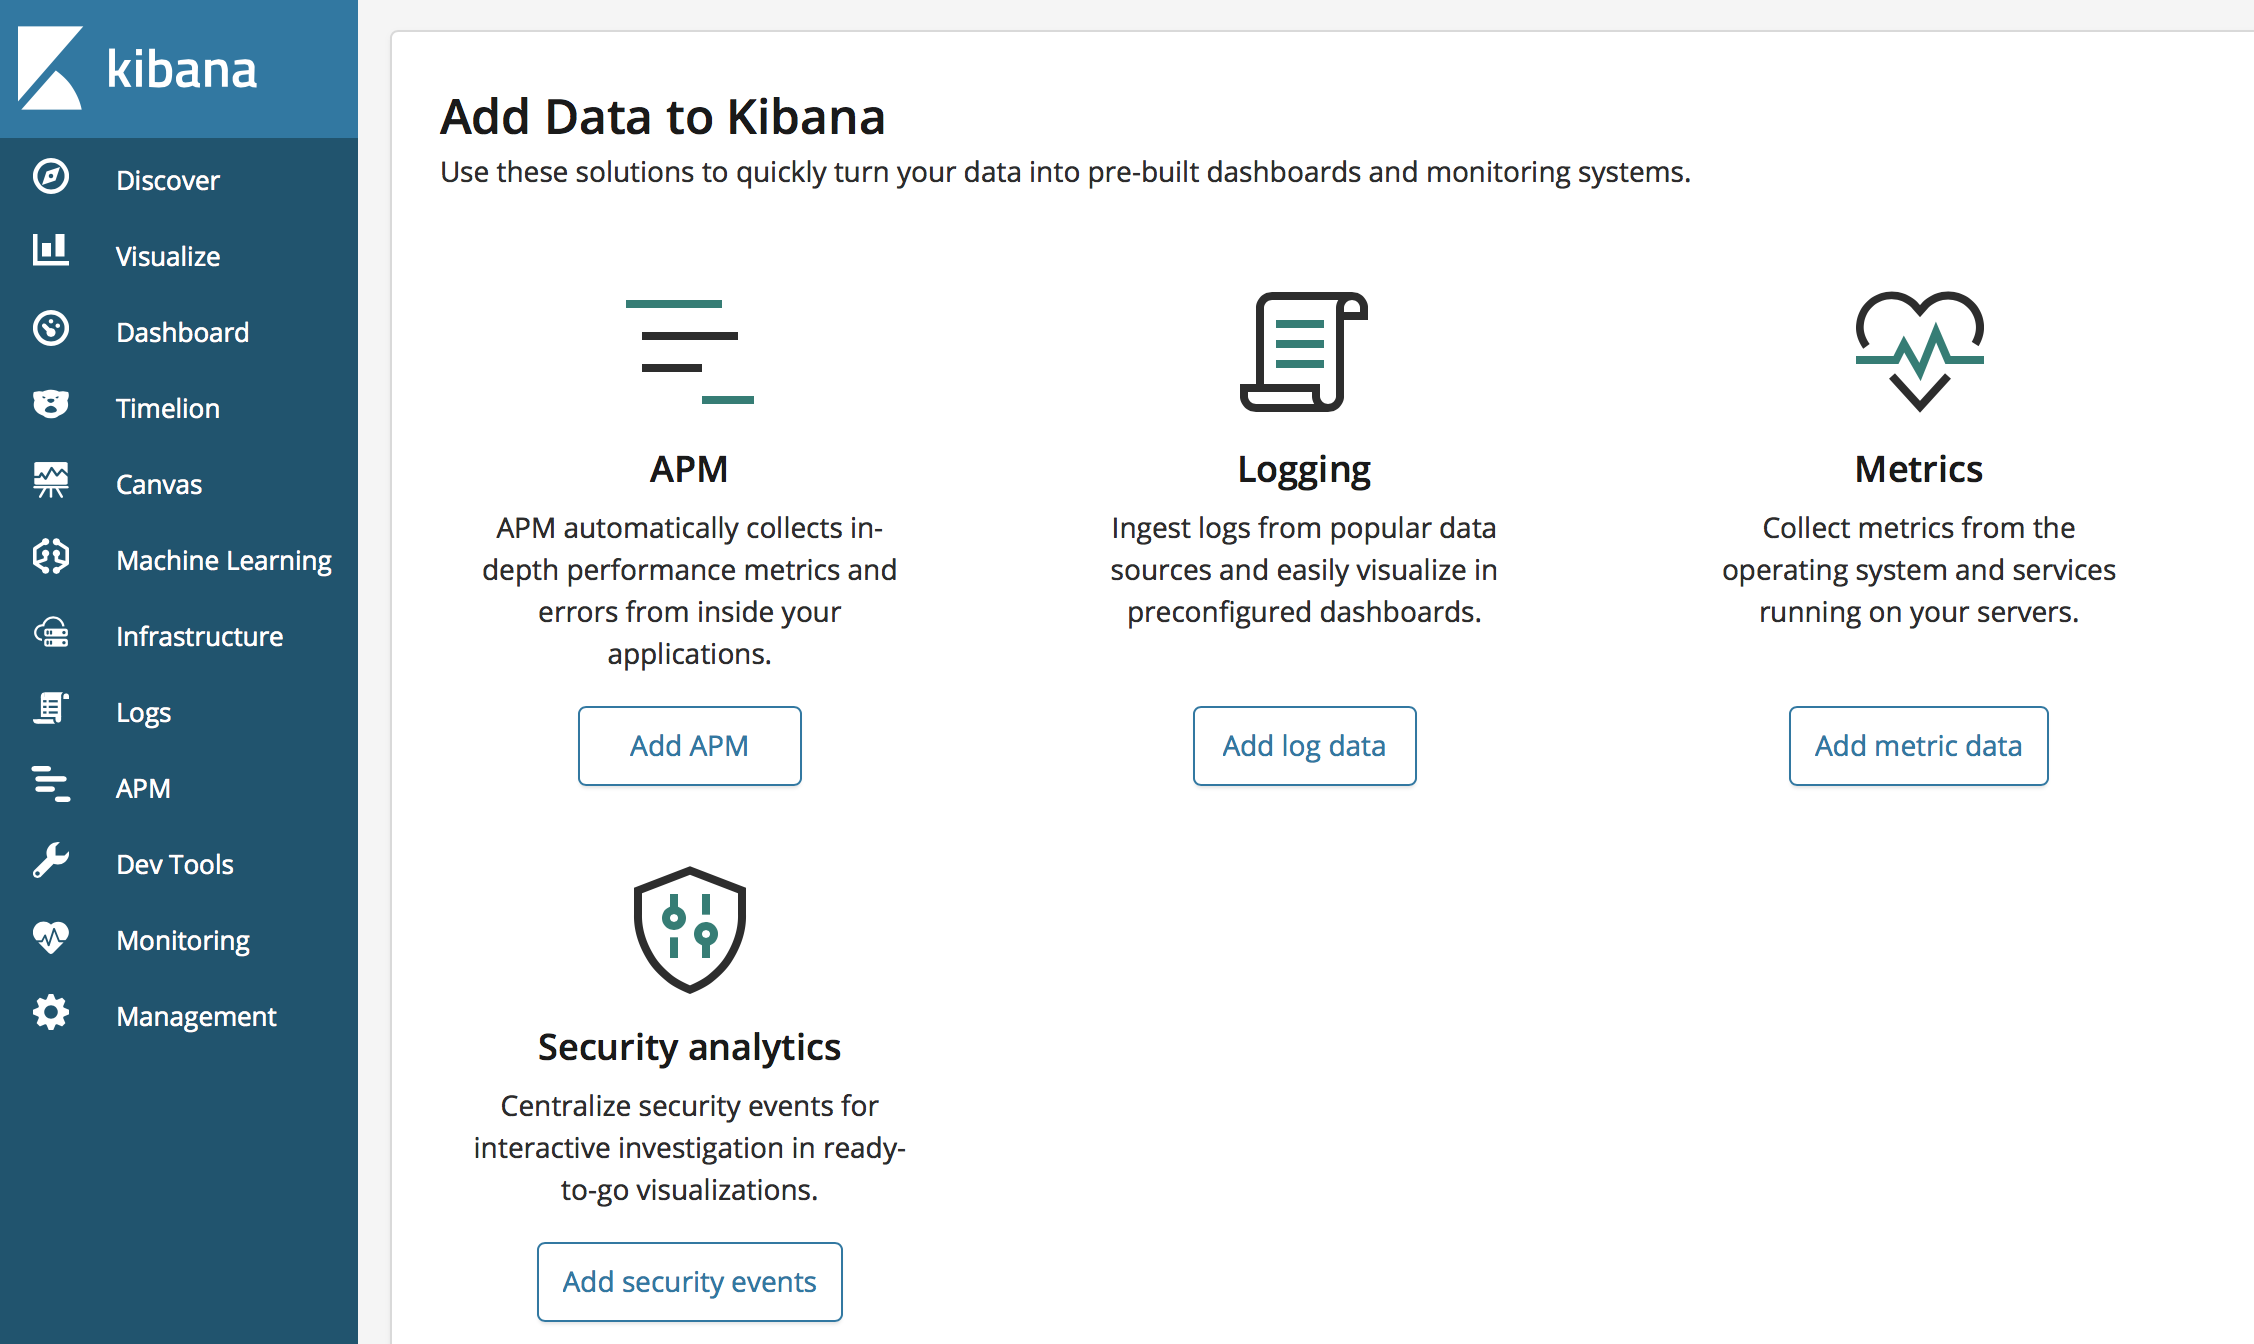 kibana
Discover
Visualize
Dashboard
Timelion
Canvas
Machine Learning
Infrastructure
Logs
APM
Dev Tools
Monitoring
Management
Add Data to Kibana
Use these solutions to quickly turn your data into pre-built dashboards and monitoring systems.
APM
APM automatically collects in-
depth performance metrics and
errors from inside your
applications.
Add APM
Logging
Ingest logs from popular data
sources and easily visualize in
preconfigured dashboards.
Add log data
Metrics
Collect metrics from the
operating system and services
running on your servers.
Add metric data
Security analytics
Centralize security events for
interactive investigation in ready-
to-go visualizations.
Add security events